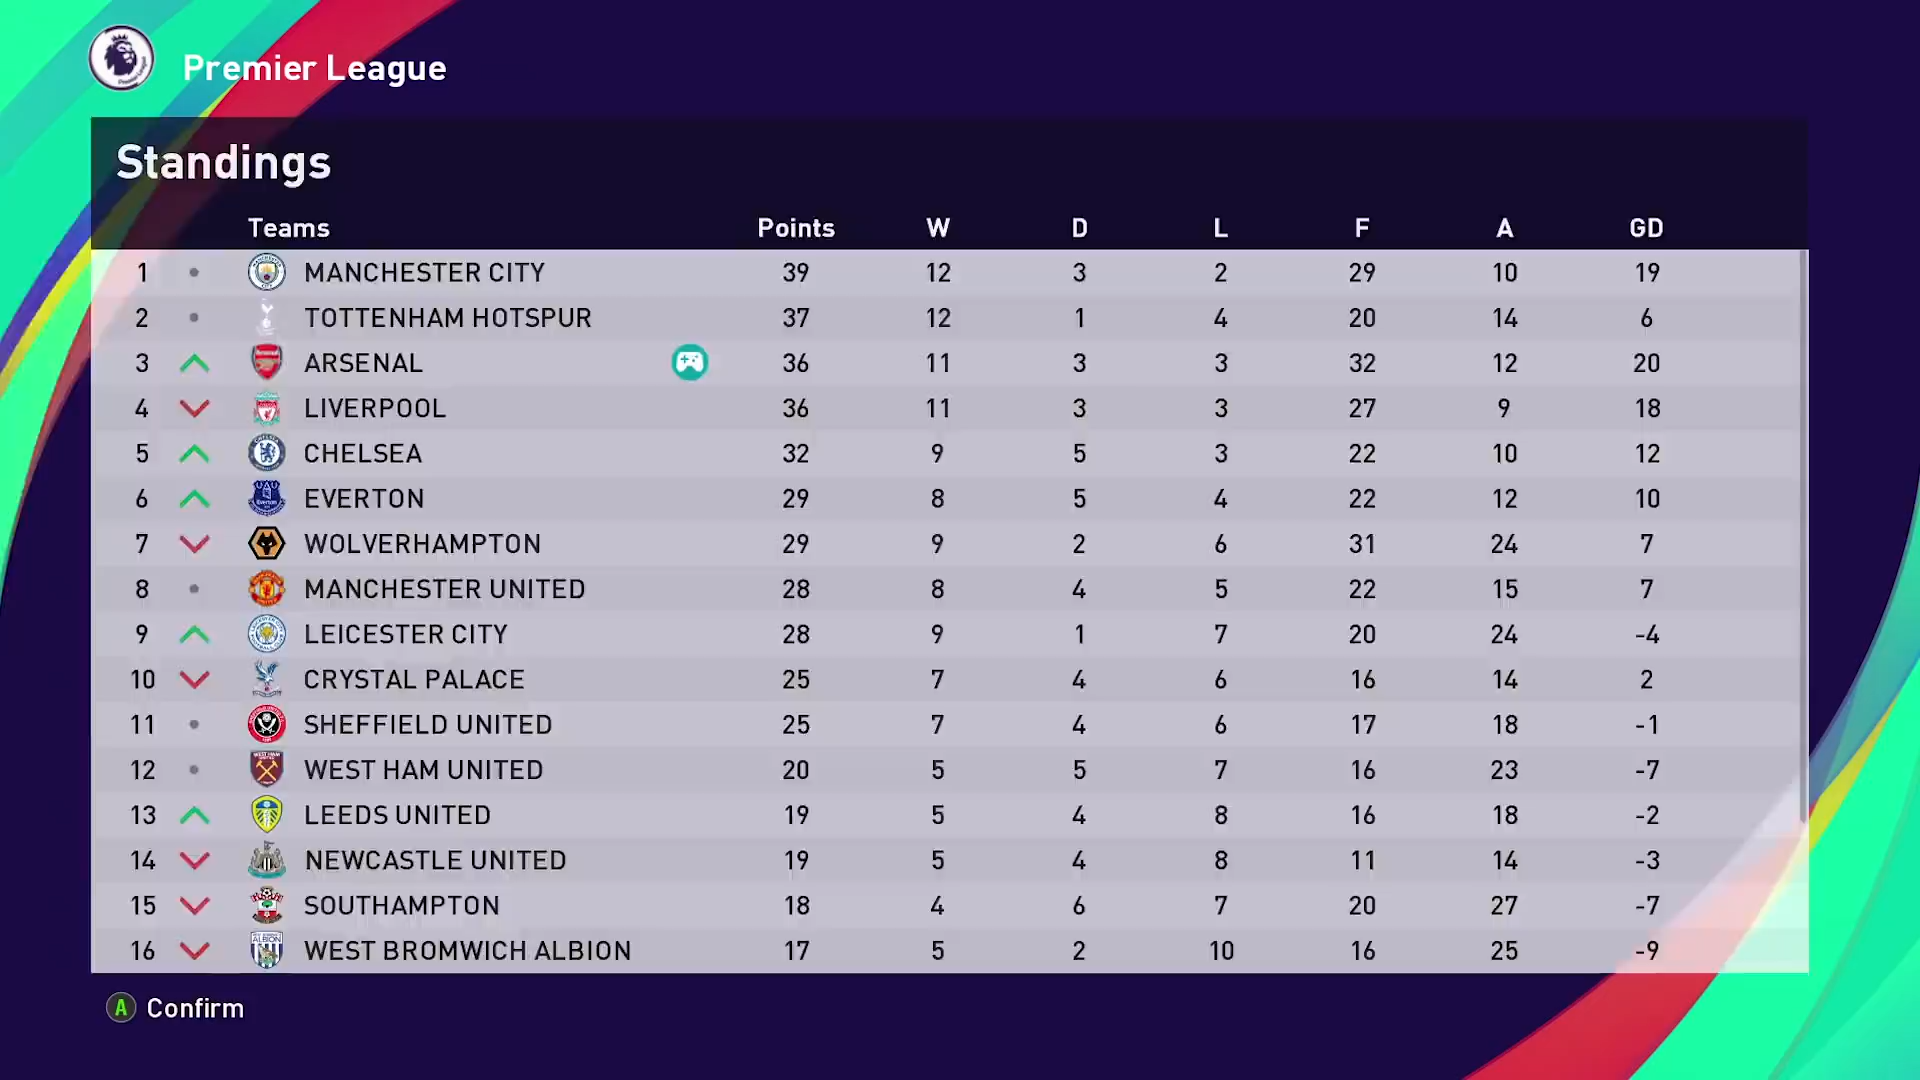 Premier League
Standings
Teams Points W D L F A GD
1 MANCHESTER CITY 39 12 3 2 29 10 19
2 TOTTENHAM HOTSPUR 37 12 1 4 20 14 6
3 ARSENAL 36 11 3 3 32 12 20
4 LIVERPOOL 36 11 3 3 27 9 18
5 CHELSEA 32 9 5 3 22 10 12
6 EVERTON 29 8 5 4 22 12 10
7 WOLVERHAMPTON 29 9 2 6 31 24 7
8 MANCHESTER UNITED 28 8 4 5 22 15 7
9 LEICESTER CITY 28 9 1 7 20 24 -4
10 CRYSTAL PALACE 25 7 4 6 16 14 2
11 SHEFFIELD UNITED 25 7 4 6 17 18 -1
12 WEST HAM UNITED 20 5 5 7 16 23 -7
13 LEEDS UNITED 19 5 4 8 16 18 -2
14 NEWCASTLE UNITED 19 5 4 8 11 14 -3
15 SOUTHAMPTON 18 4 6 7 20 27 -7
16 WEST BROMWICH ALBION 17 5 2 10 16 25 -9
A Confirm